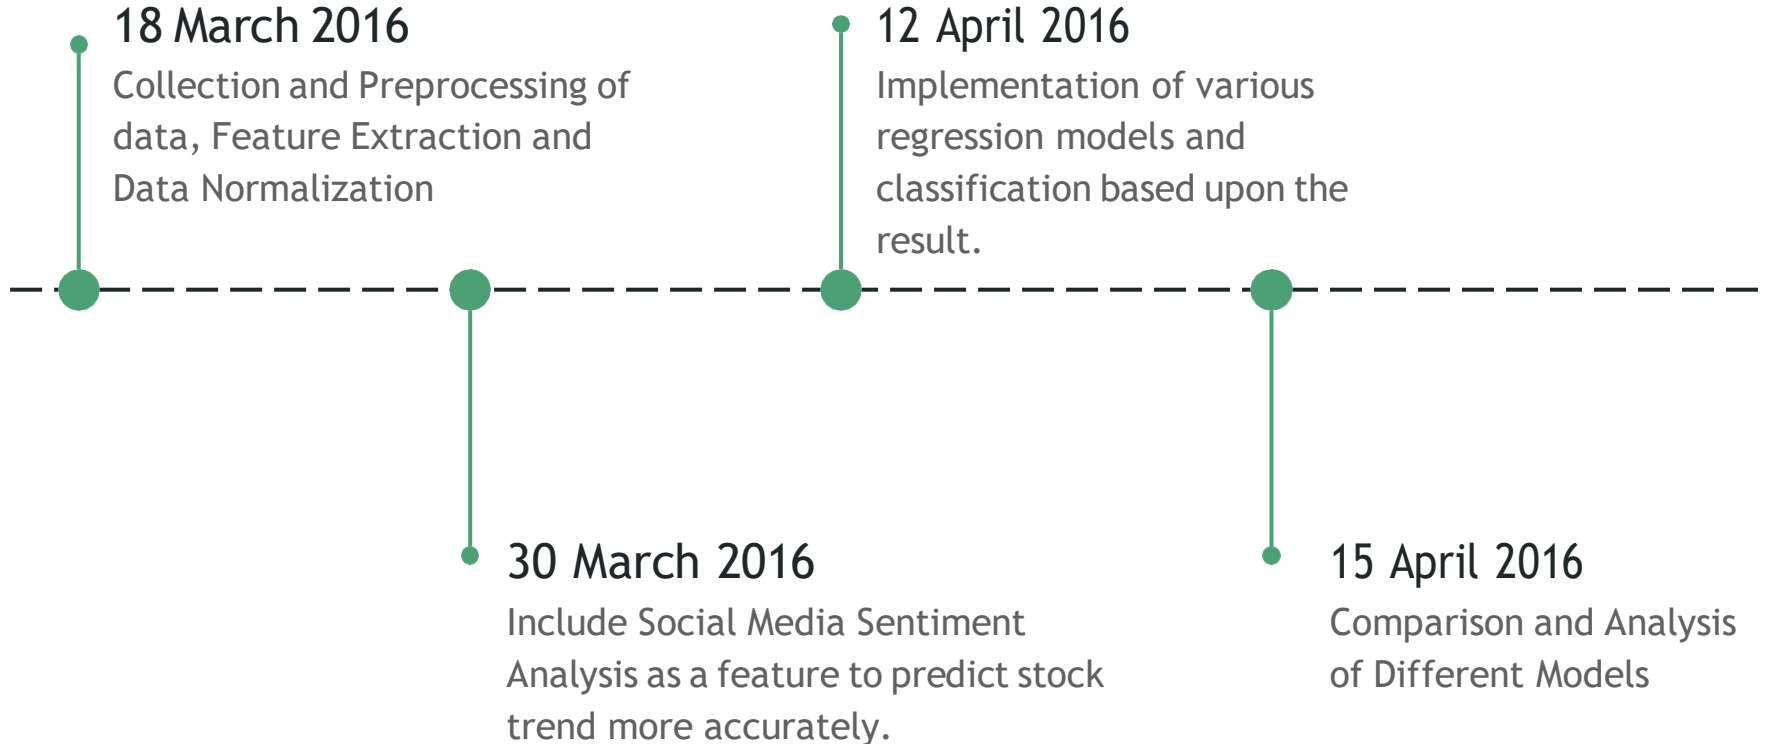 18 March 2016
Collection and Preprocessing of
data, Feature Extraction and
Data Normalization
12 April 2016
Implementation of various
regression models and
classification based upon the
result.
30 March 2016
Include Social Media Sentiment
Analysis as a feature to predict stock
trend more accurately.
15 April 2016
Comparison and Analysis
of Different Models